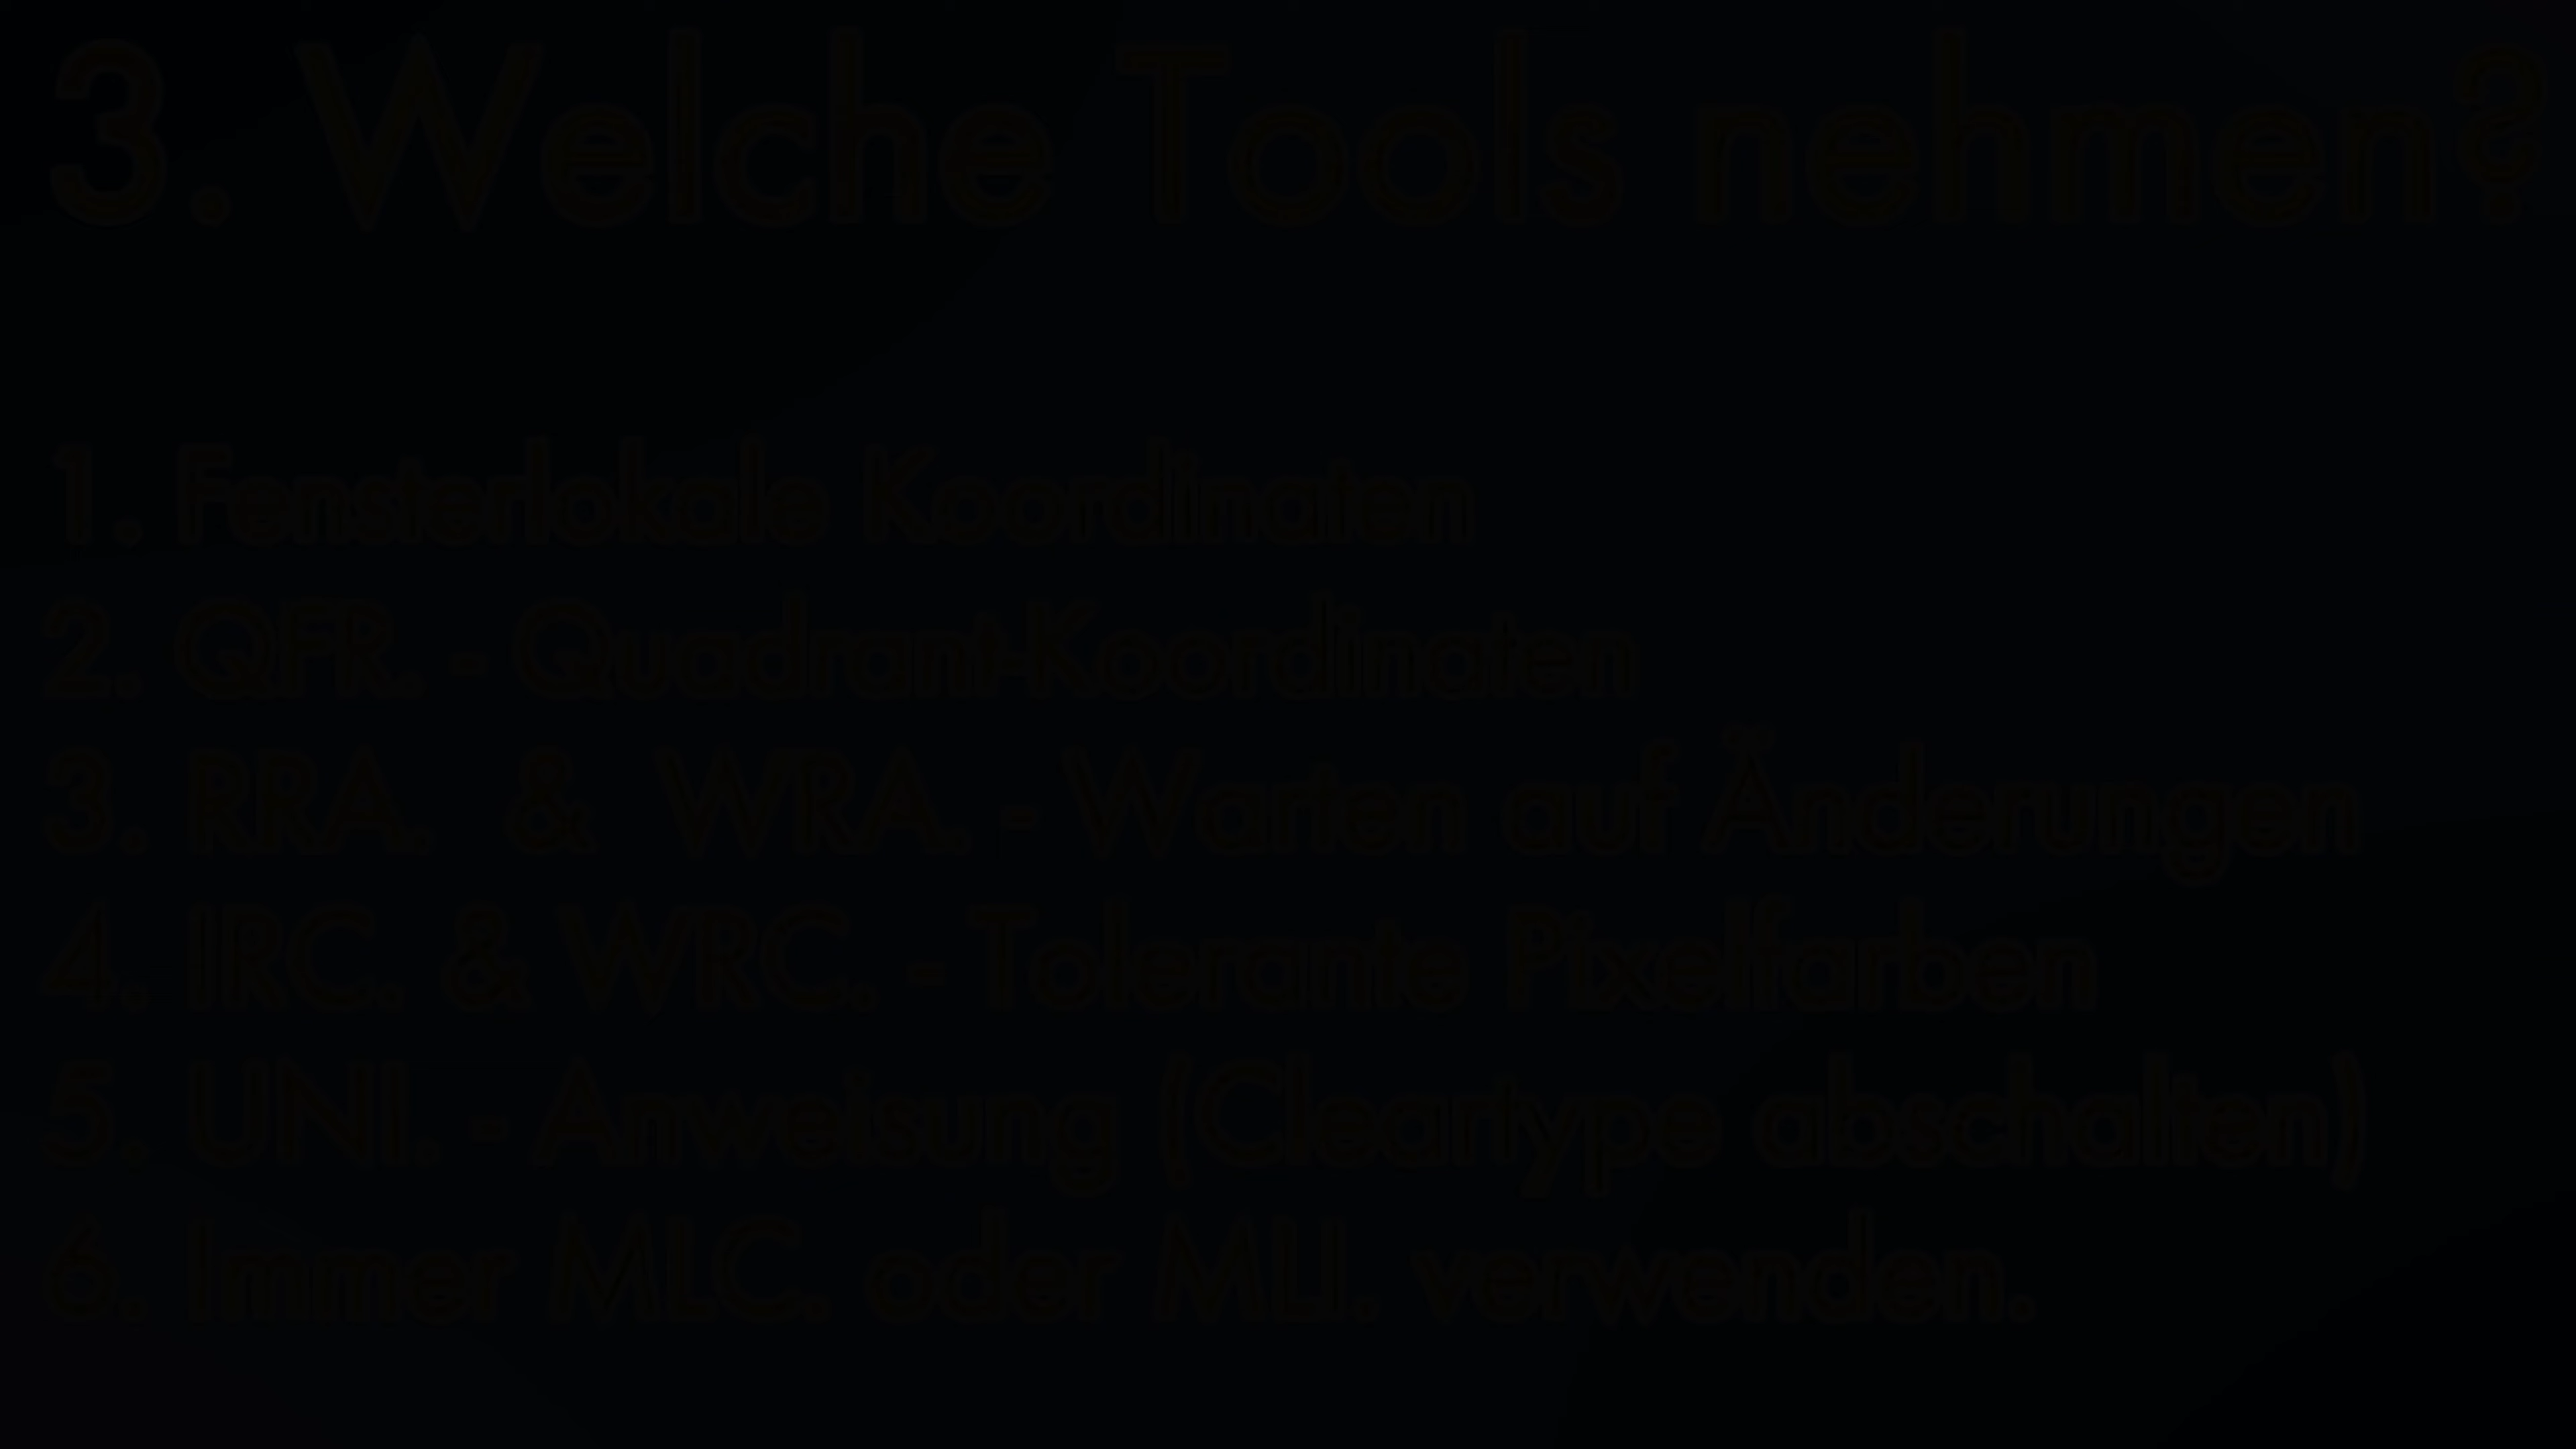 3. Welche Tools nehmen?
1. Fensterlokale Koordinaten
2. QFR. - Quadrant-Koordinaten
3. RRA. & WRA. - Warten auf Änderungen
4. IRC. & WRC. - Tolerante Pixelfarben
5. UNI. - Anweisung (Cleartype abschalten)
6. Immer MLC. oder MLI. verwenden.